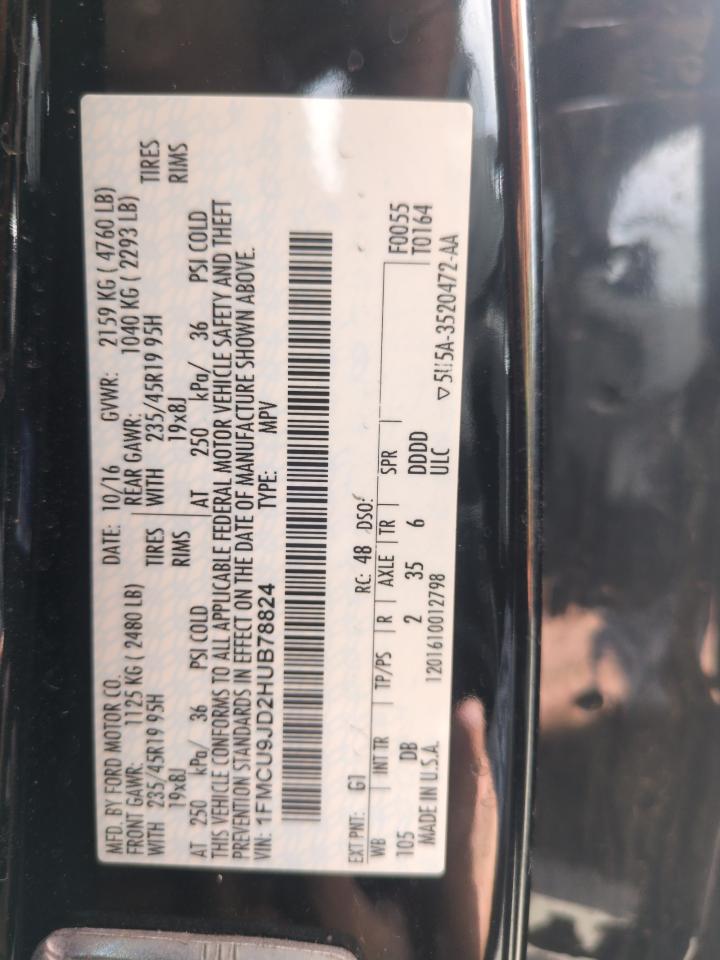 MFD. BY FORD MOTOR CO. DATE: 10/16 GVWR: 2159 KG ( 4760 LB)
FRONT GAWR: 1125 KG ( 2480 LB) REAR GAWR: 1040 KG ( 2293 LB)
WITH 235/45R19 95H TIRES WITH 235/45R19 95H TIRES
19x8J RIMS 19x8J RIMS
AT 250 kPa/ 36 PSI COLD AT 250 kPa/ 36 PSI COLD
THIS VEHICLE CONFORMS TO ALL APPLICABLE FEDERAL MOTOR VEHICLE SAFETY AND THEFT
PREVENTION STANDARDS IN EFFECT ON THE DATE OF MANUFACTURE SHOWN ABOVE.
VIN: 1FMCU9JD2HUB78824 TYPE: MPV
EXT PNT: G1 RC: 48 DSO:
WB INT TR TP/PS R AXLE TR SPR F0055
105 DB 2 35 6 DDDD T0164
MADE IN U.S.A. 1201610012798 ULC ▽5U5A-3520472-AA